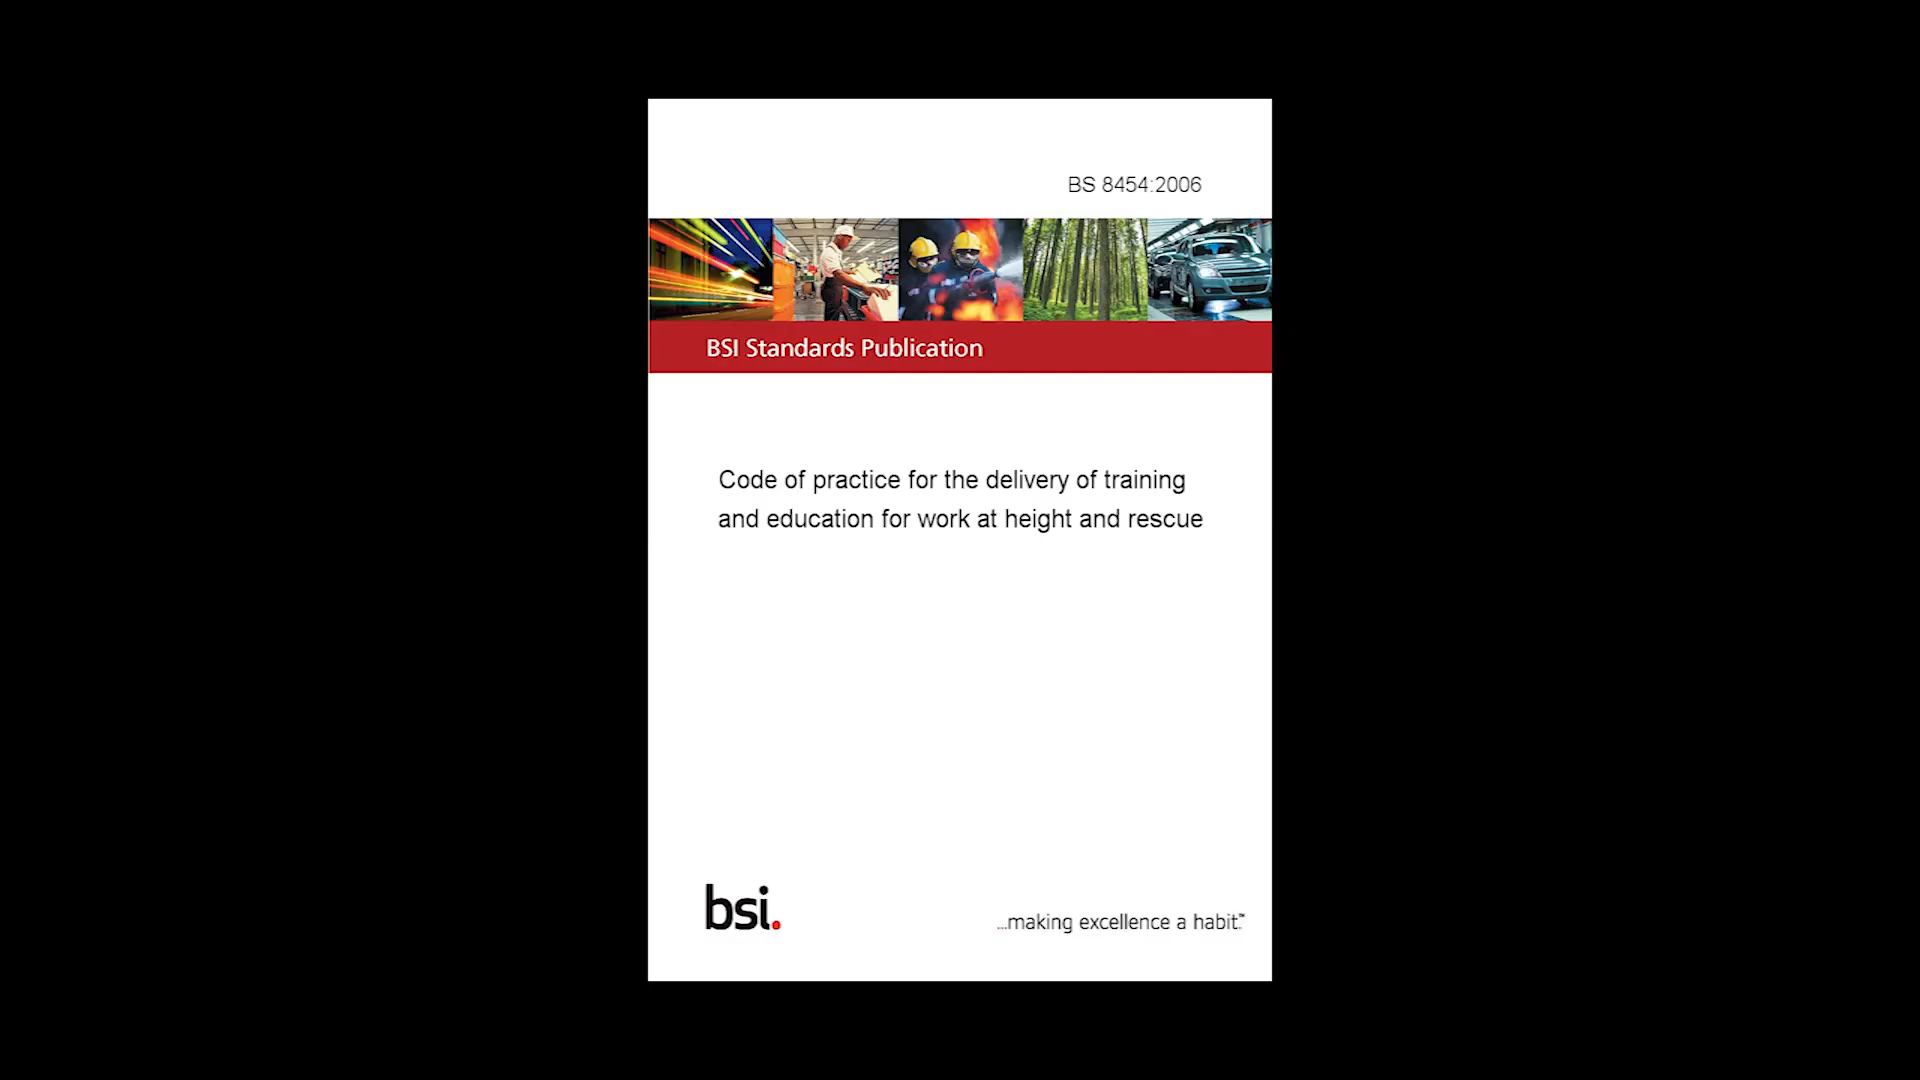 BS 8454:2006
BSI Standards Publication
Code of practice for the delivery of training
and education for work at height and rescue
bsi.
...making excellence a habit.™